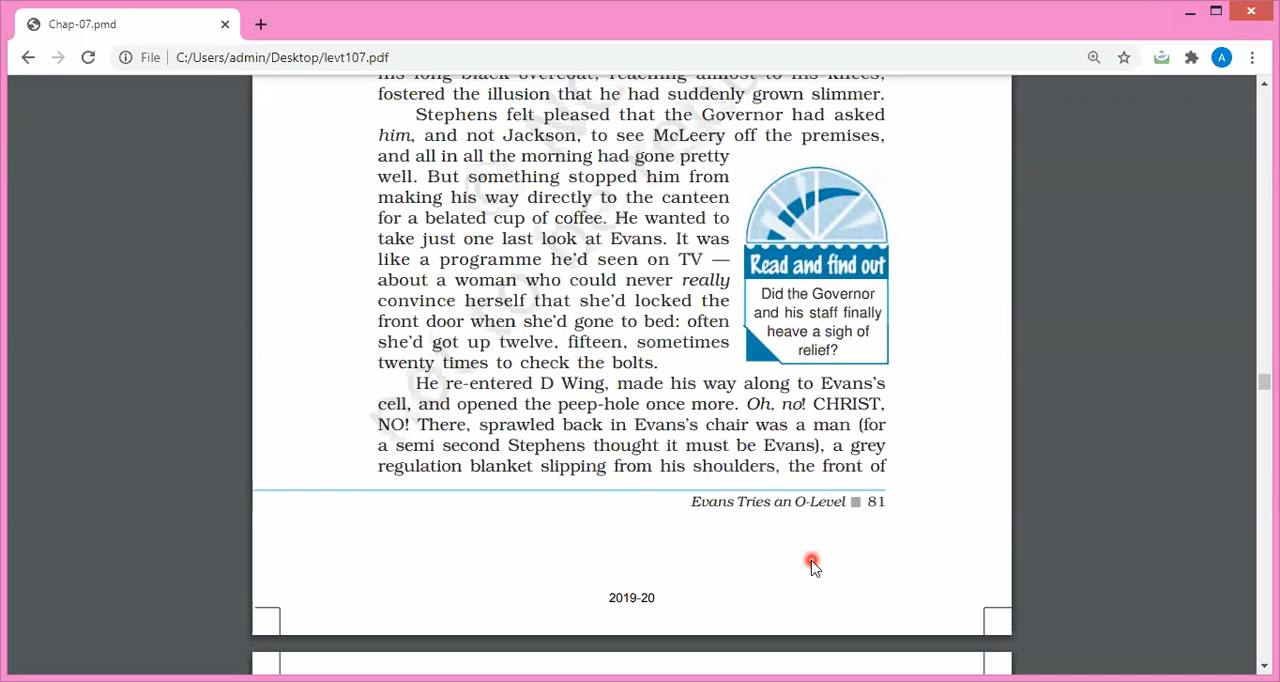 Chap-07.pmd
File C:/Users/admin/Desktop/levt107.pdf
A
his long black overcoat, reaching almost to his knees,
fostered the illusion that he had suddenly grown slimmer.
Stephens felt pleased that the Governor had asked
him, and not Jackson, to see McLeery off the premises,
and all in all the morning had gone pretty
well. But something stopped him from
making his way directly to the canteen
for a belated cup of coffee. He wanted to
take just one last look at Evans. It was
like a programme he'd seen on TV —
about a woman who could never really
convince herself that she'd locked the
front door when she'd gone to bed: often
she'd got up twelve, fifteen, sometimes
twenty times to check the bolts.
Read and find out
Did the Governor
and his staff finally
heave a sigh of
relief?
He re-entered D Wing, made his way along to Evans's
cell, and opened the peep-hole once more. Oh, no! CHRIST,
NO! There, sprawled back in Evans's chair was a man (for
a semi second Stephens thought it must be Evans), a grey
regulation blanket slipping from his shoulders, the front of
Evans Tries an O-Level 81
2019-20